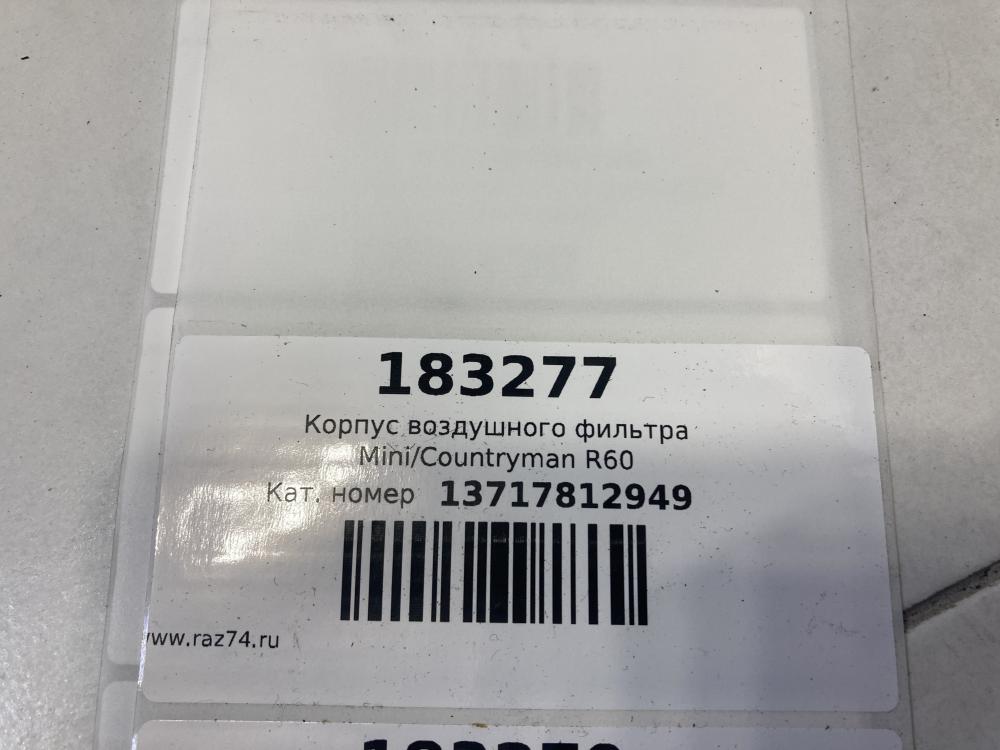 183277
Корпус воздушного фильтра
Mini/Countryman R60
Кат. номер 13717812949
www.raz74.ru